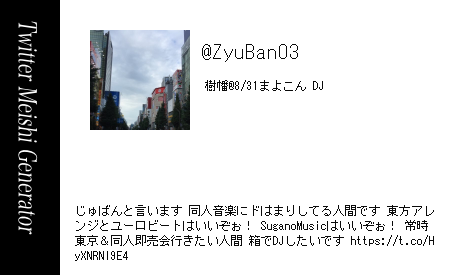 Twitter Meishi Generator
@ZyuBan03
樹幡@8/31まよこん DJ
じゅばんと言います 同人音楽にドはまりしてる人間です 東方アレ
ンジとユーロビートはいいぞぉ！ SuganoMusicはいいぞぉ！ 常時
東京＆同人即売会行きたい人間 箱でDJしたいです https://t.co/H
yXNRNl9E4